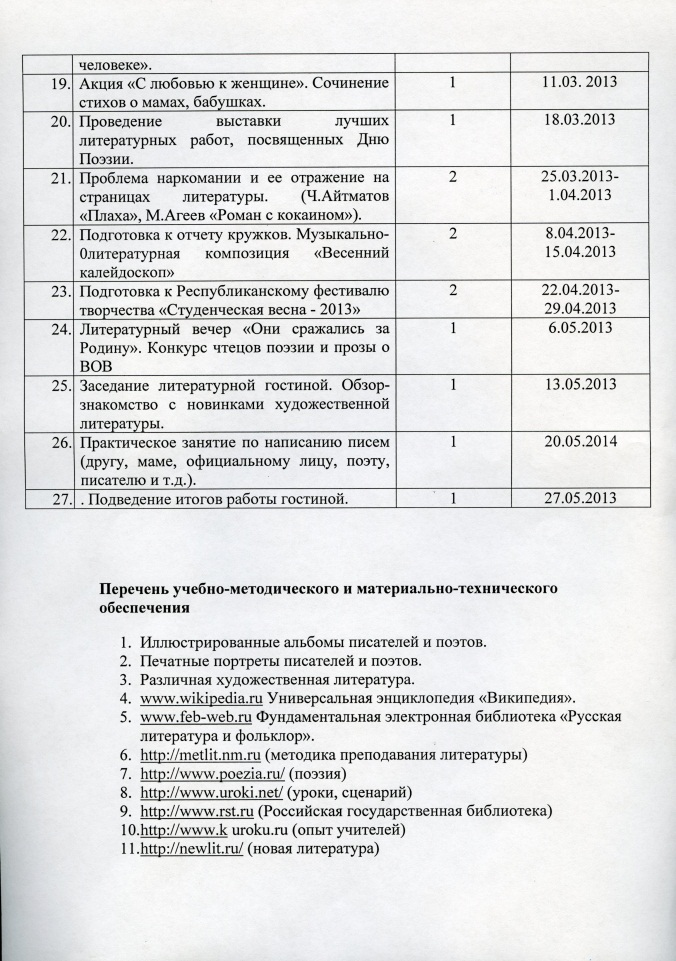 человеке».
19. Акция «С любовью к женщине». Сочинение 1 11.03. 2013
стихов о мамах, бабушках.
20. Проведение выставки лучших 1 18.03.2013
литературных работ, посвященных Дню
Поэзии.
21. Проблема наркомании и ее отражение на 2 25.03.2013-
страницах литературы. (Ч.Айтматов 1.04.2013
«Плаха», М.Агеев «Роман с кокаином»).
22. Подготовка к отчету кружков. Музыкально- 2 8.04.2013-
0литературная композиция «Весенний 15.04.2013
калейдоскоп»
23. Подготовка к Республиканскому фестивалю 2 22.04.2013-
творчества «Студенческая весна - 2013» 29.04.2013
24. Литературный вечер «Они сражались за 1 6.05.2013
Родину». Конкурс чтецов поэзии и прозы о
ВОВ
25. Заседание литературной гостиной. Обзор- 1 13.05.2013
знакомство с новинками художественной
литературы.
26. Практическое занятие по написанию писем 1 20.05.2014
(другу, маме, официальному лицу, поэту,
писателю и т.д.).
27. . Подведение итогов работы гостиной. 1 27.05.2013
Перечень учебно-методического и материально-технического
обеспечения
1. Иллюстрированные альбомы писателей и поэтов.
2. Печатные портреты писателей и поэтов.
3. Различная художественная литература.
4. www.wikipedia.ru Универсальная энциклопедия «Википедия».
5. www.feb-web.ru Фундаментальная электронная библиотека «Русская
литература и фольклор».
6. http://metlit.nm.ru (методика преподавания литературы)
7. http://www.poezia.ru/ (поэзия)
8. http://www.uroki.net/ (уроки, сценарий)
9. http://www.rst.ru (Российская государственная библиотека)
10.http://www.k uroku.ru (опыт учителей)
11.http://newlit.ru/ (новая литература)